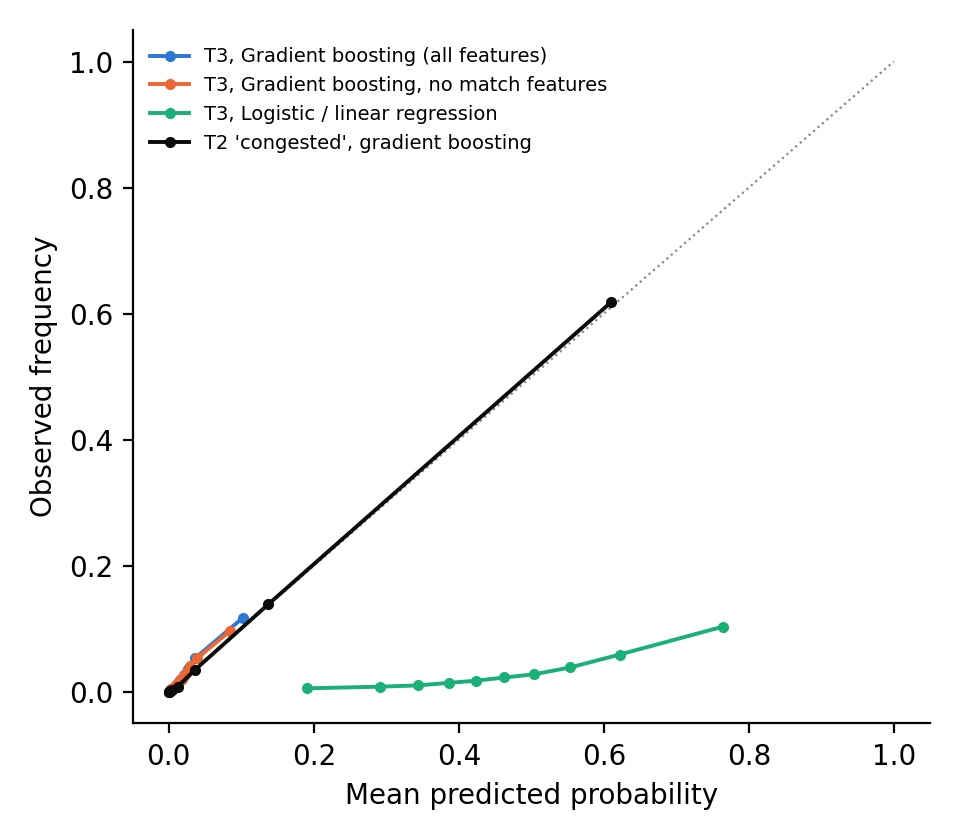 T3, Gradient boosting (all features)
T3, Gradient boosting, no match features
T3, Logistic / linear regression
T2 'congested', gradient boosting
Observed frequency
1.0
0.8
0.6
0.4
0.2
0.0
0.0 0.2 0.4 0.6 0.8 1.0
Mean predicted probability